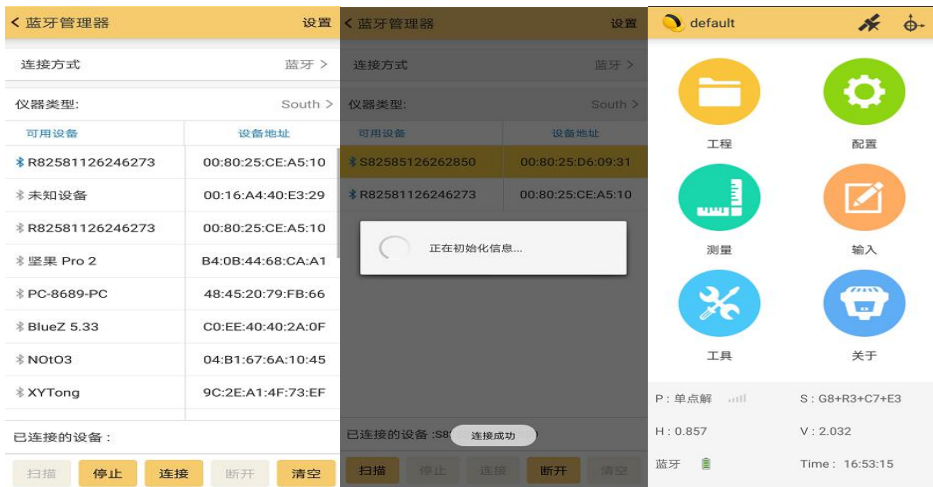 蓝牙管理器 设置
连接方式 蓝牙 >
仪器类型: South >
可用设备 设备地址
R82581126246273 00:80:25:CE:A5:10
未知设备 00:16:A4:40:E3:29
R82581126246273 00:80:25:CE:A5:10
坚果 Pro 2 B4:0B:44:68:CA:A1
PC-8689-PC 48:45:20:79:FB:66
BlueZ 5.33 C0:EE:40:40:2A:0F
NOtO3 04:B1:67:6A:10:45
XYTong 9C:2E:A1:4F:73:EF
已连接的设备 :
扫描 停止 连接 断开 清空
蓝牙管理器 设置
连接方式 蓝牙 >
仪器类型: South >
可用设备 设备地址
S82585126262850 00:80:25:D6:09:31
R82581126246273 00:80:25:CE:A5:10
正在初始化信息...
已连接的设备 :S8
连接成功
扫描 停止 连接 断开 清空
default
工程 配置
测量 输入
工具 关于
P : 单点解 S : G8+R3+C7+E3
H : 0.857 V : 2.032
蓝牙 Time : 16:53:15